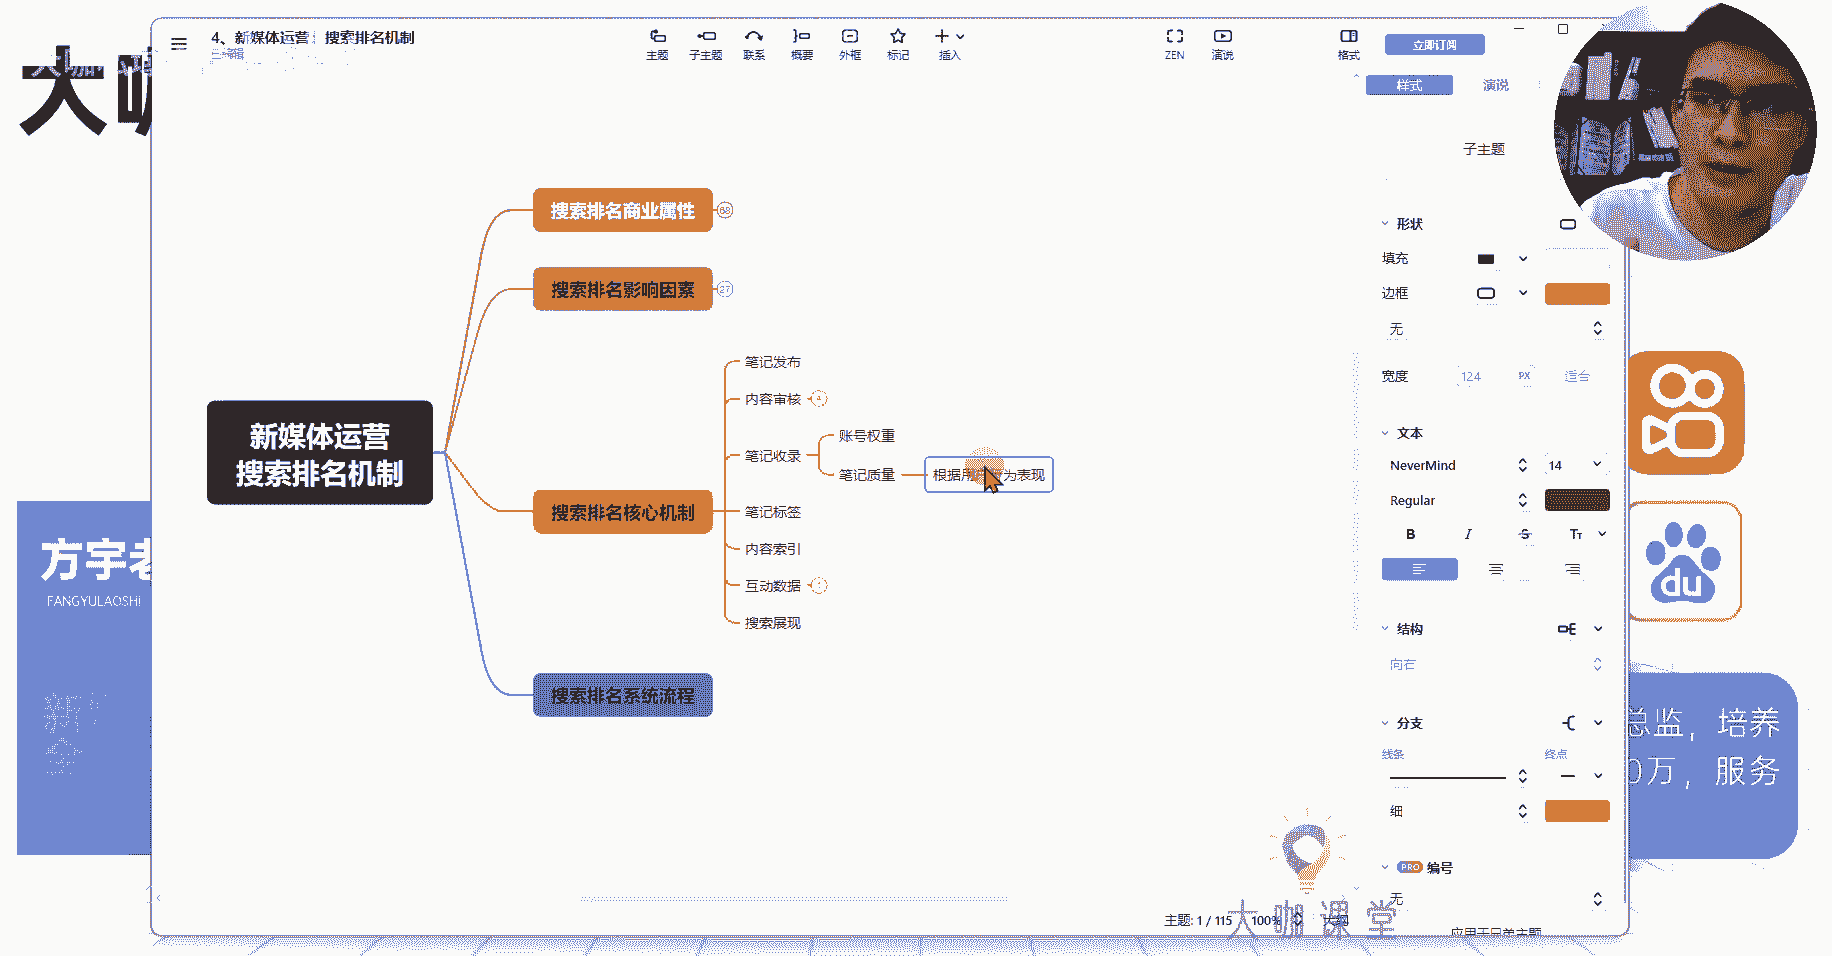 4、新媒体运营：搜索排名机制
已编辑
主题
子主题
联系
概要
外框
标记
插入
ZEN
演说
格式
立即订阅
样式
演说
子主题
大咖
形状
填充
边框
无
宽度
124
PX
适合
文本
NeverMind
14
Regular
B
I
S
TT
结构
向右
分支
线条
终点
细
PRO
编号
无
应用于只单主题
搜索排名商业属性
68
搜索排名影响因素
27
新媒体运营
搜索排名机制
搜索排名核心机制
笔记发布
内容审核
4
笔记收录
账号权重
笔记质量
根据用户行为表现
笔记标签
内容索引
互动数据
搜索展现
搜索排名系统流程
方宇老
FANGYULAOSHI
du
总监，培养
0万，服务
主题: 1 / 115
100%
大纲
大咖课堂